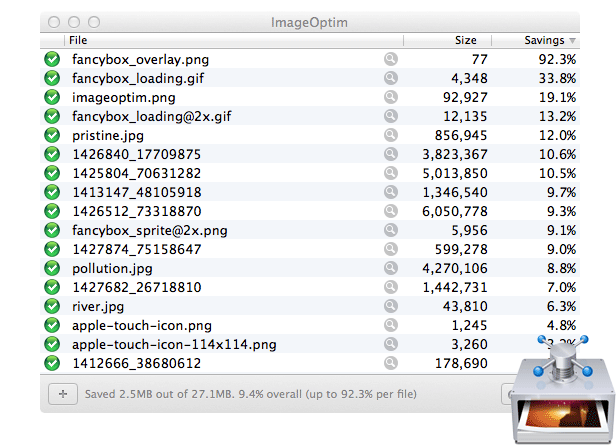 ImageOptim
File Size Savings
fancybox_overlay.png 77 92.3%
fancybox_loading.gif 4,348 33.8%
imageoptim.png 92,927 19.1%
fancybox_loading@2x.gif 12,135 13.2%
pristine.jpg 856,945 12.0%
1426840_17709875 3,823,367 10.6%
1425804_70631282 5,013,850 10.5%
1413147_48105918 1,346,540 9.7%
1426512_73318870 6,050,778 9.3%
fancybox_sprite@2x.png 5,956 9.1%
1427874_75158647 599,278 9.0%
pollution.jpg 4,270,106 8.8%
1427682_26718810 1,442,731 7.0%
river.jpg 43,810 6.3%
apple-touch-icon.png 1,245 4.8%
apple-touch-icon-114x114.png 3,260
1412666_38680612 178,690
Saved 2.5MB out of 27.1MB. 9.4% overall (up to 92.3% per file)